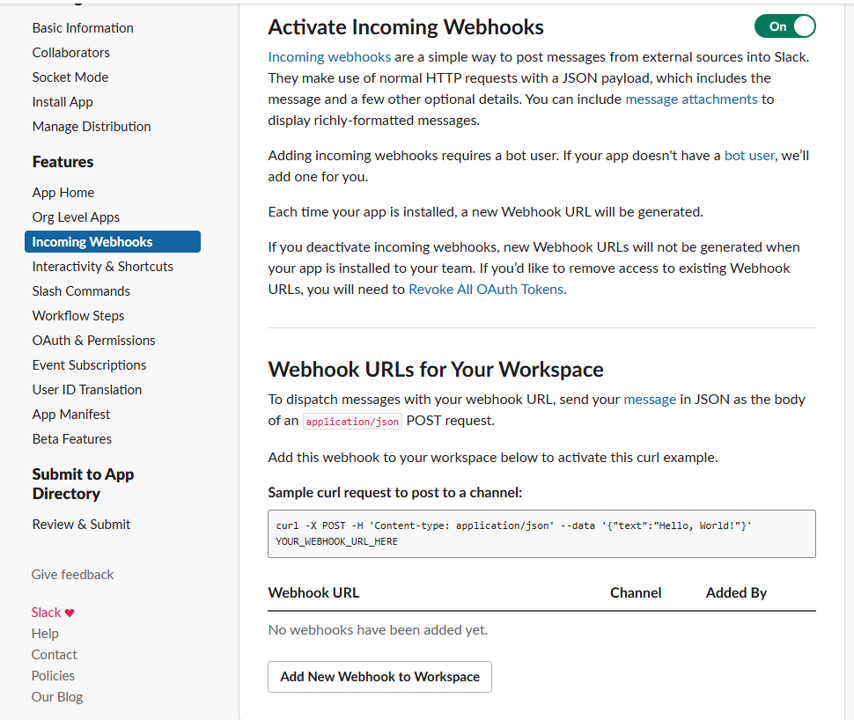 Basic Information
Collaborators
Socket Mode
Install App
Manage Distribution
Features
App Home
Org Level Apps
Incoming Webhooks
Interactivity & Shortcuts
Slash Commands
Workflow Steps
OAuth & Permissions
Event Subscriptions
User ID Translation
App Manifest
Beta Features
Submit to App
Directory
Review & Submit
Give feedback
Slack ♥
Help
Contact
Policies
Our Blog
Activate Incoming Webhooks
On
Incoming webhooks are a simple way to post messages from external sources into Slack.
They make use of normal HTTP requests with a JSON payload, which includes the
message and a few other optional details. You can include message attachments to
display richly-formatted messages.
Adding incoming webhooks requires a bot user. If your app doesn't have a bot user, we’ll
add one for you.
Each time your app is installed, a new Webhook URL will be generated.
If you deactivate incoming webhooks, new Webhook URLs will not be generated when
your app is installed to your team. If you’d like to remove access to existing Webhook
URLs, you will need to Revoke All OAuth Tokens.
Webhook URLs for Your Workspace
To dispatch messages with your webhook URL, send your message in JSON as the body
of an application/json POST request.
Add this webhook to your workspace below to activate this curl example.
Sample curl request to post to a channel:
curl -X POST -H 'Content-type: application/json' --data '{"text":"Hello, World!"}'
YOUR_WEBHOOK_URL_HERE
Webhook URL Channel Added By
No webhooks have been added yet.
Add New Webhook to Workspace